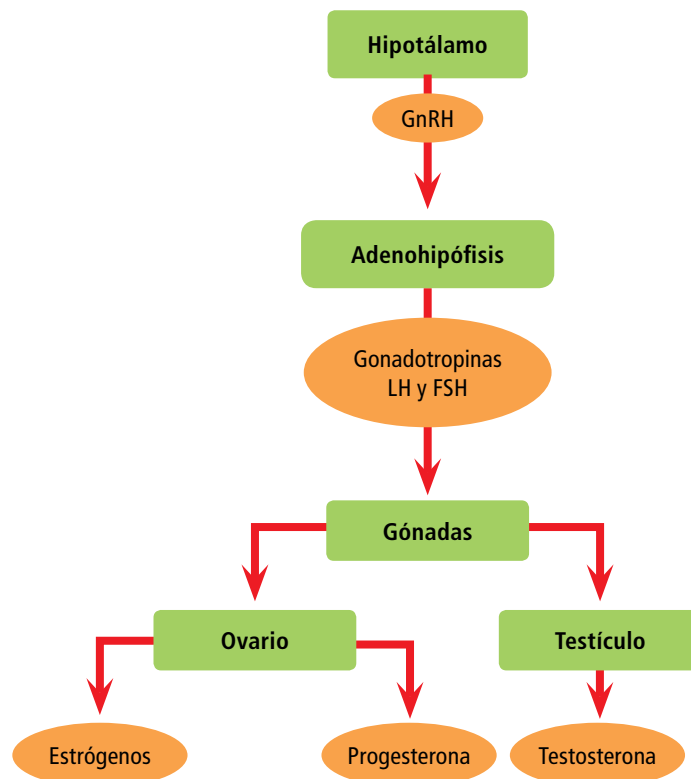 Hipotálamo
GnRH
Adenohipófisis
Gonadotropinas
LH y FSH
Gónadas
Ovario
Testículo
Estrógenos
Progesterona
Testosterona